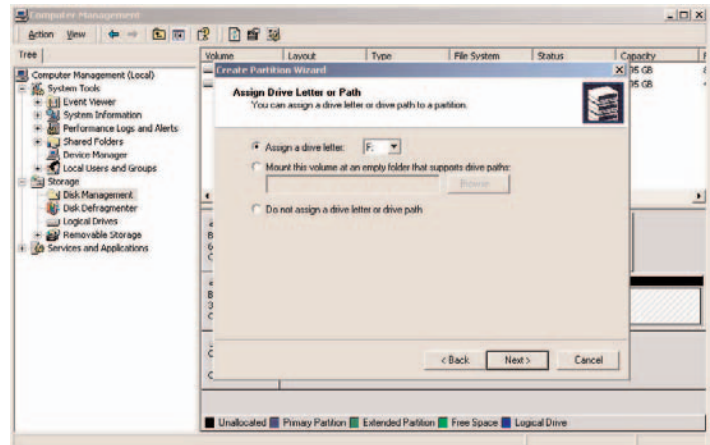 Computer Management
Action View
Tree
Computer Management (Local)
System Tools
Event Viewer
System Information
Performance Logs and Alerts
Shared Folders
Device Manager
Local Users and Groups
Storage
Disk Management
Disk Defragmenter
Logical Drives
Removable Storage
Services and Applications
Volume Layout Type File System Status Capacity
95 GB
95 GB
Create Partition Wizard
Assign Drive Letter or Path
You can assign a drive letter or drive path to a partition.
Assign a drive letter: F:
Mount this volume at an empty folder that supports drive paths:
Browse
Do not assign a drive letter or drive path
< Back Next > Cancel
Unallocated Primary Partition Extended Partition Free Space Logical Drive